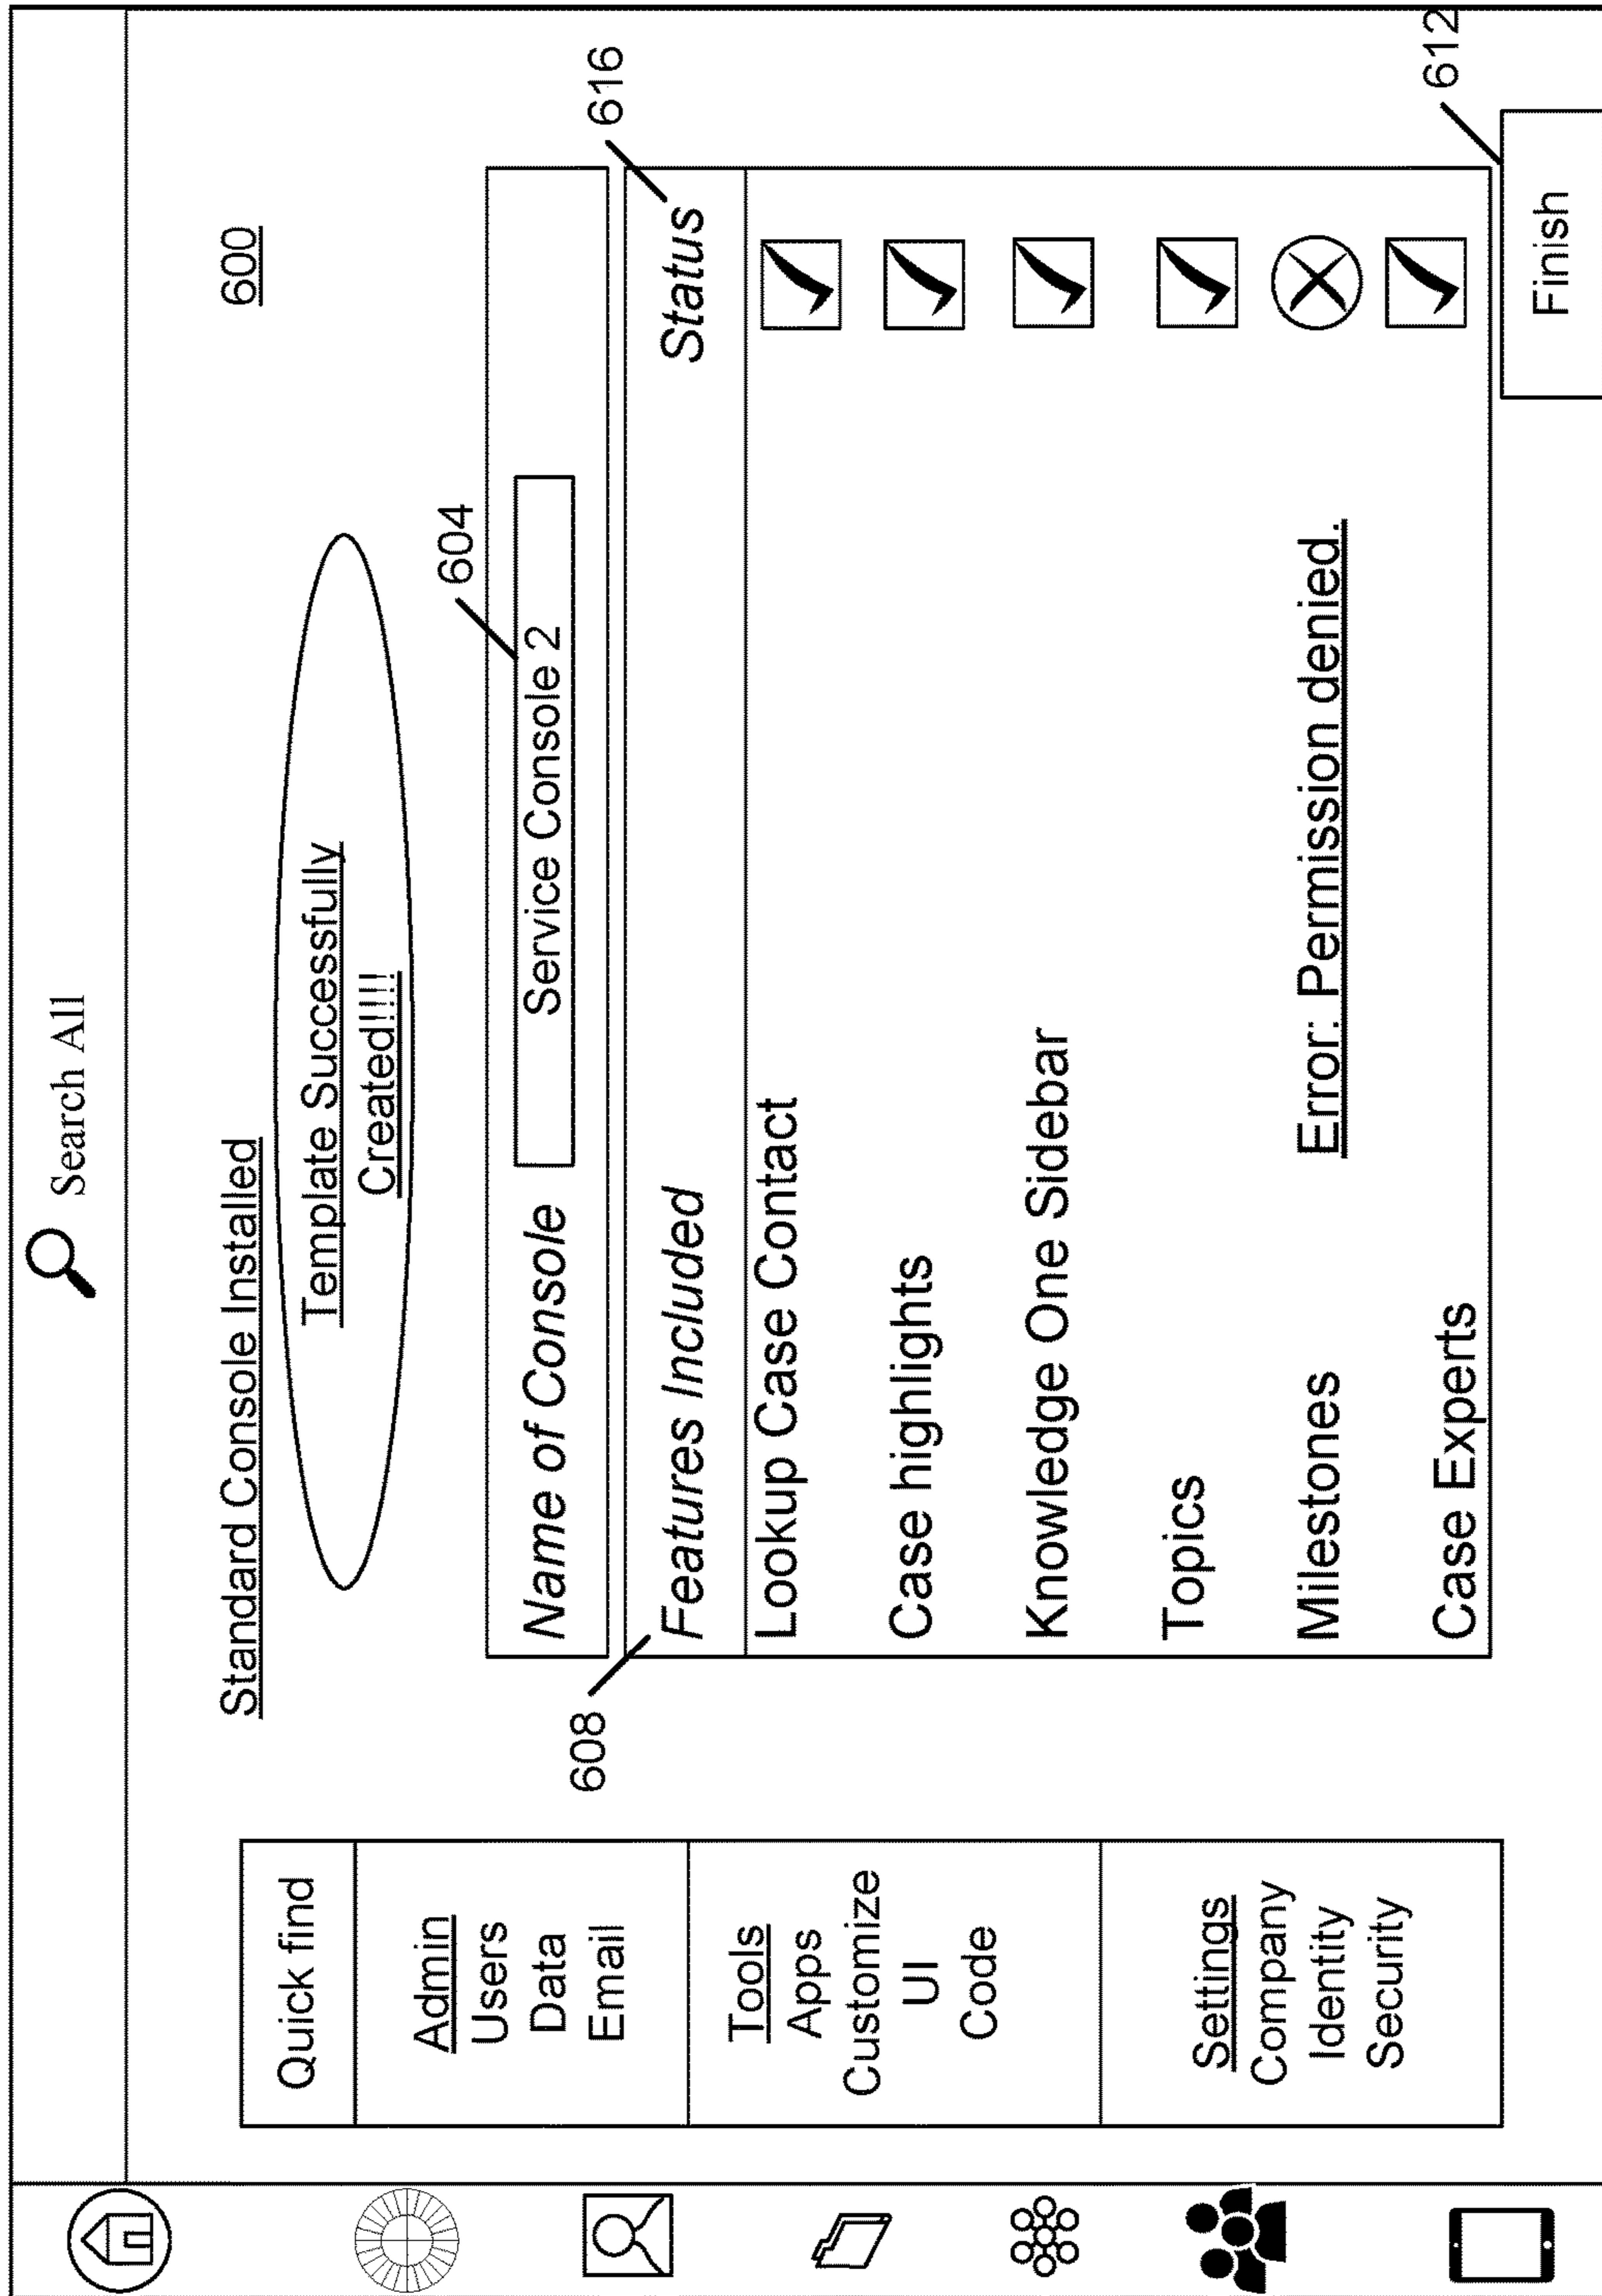 Search All
Quick find
Admin
Users
Data
Email
Tools
Apps
Customize
UI
Code
Settings
Company
Identity
Security
Standard Console Installed
600
Template Successfully
Created!!!!!
604
Name of Console
Service Console 2
608
616
Features Included
Status
Lookup Case Contact
Case highlights
Knowledge One Sidebar
Topics
Milestones
Error: Permission denied.
Case Experts
612
Finish